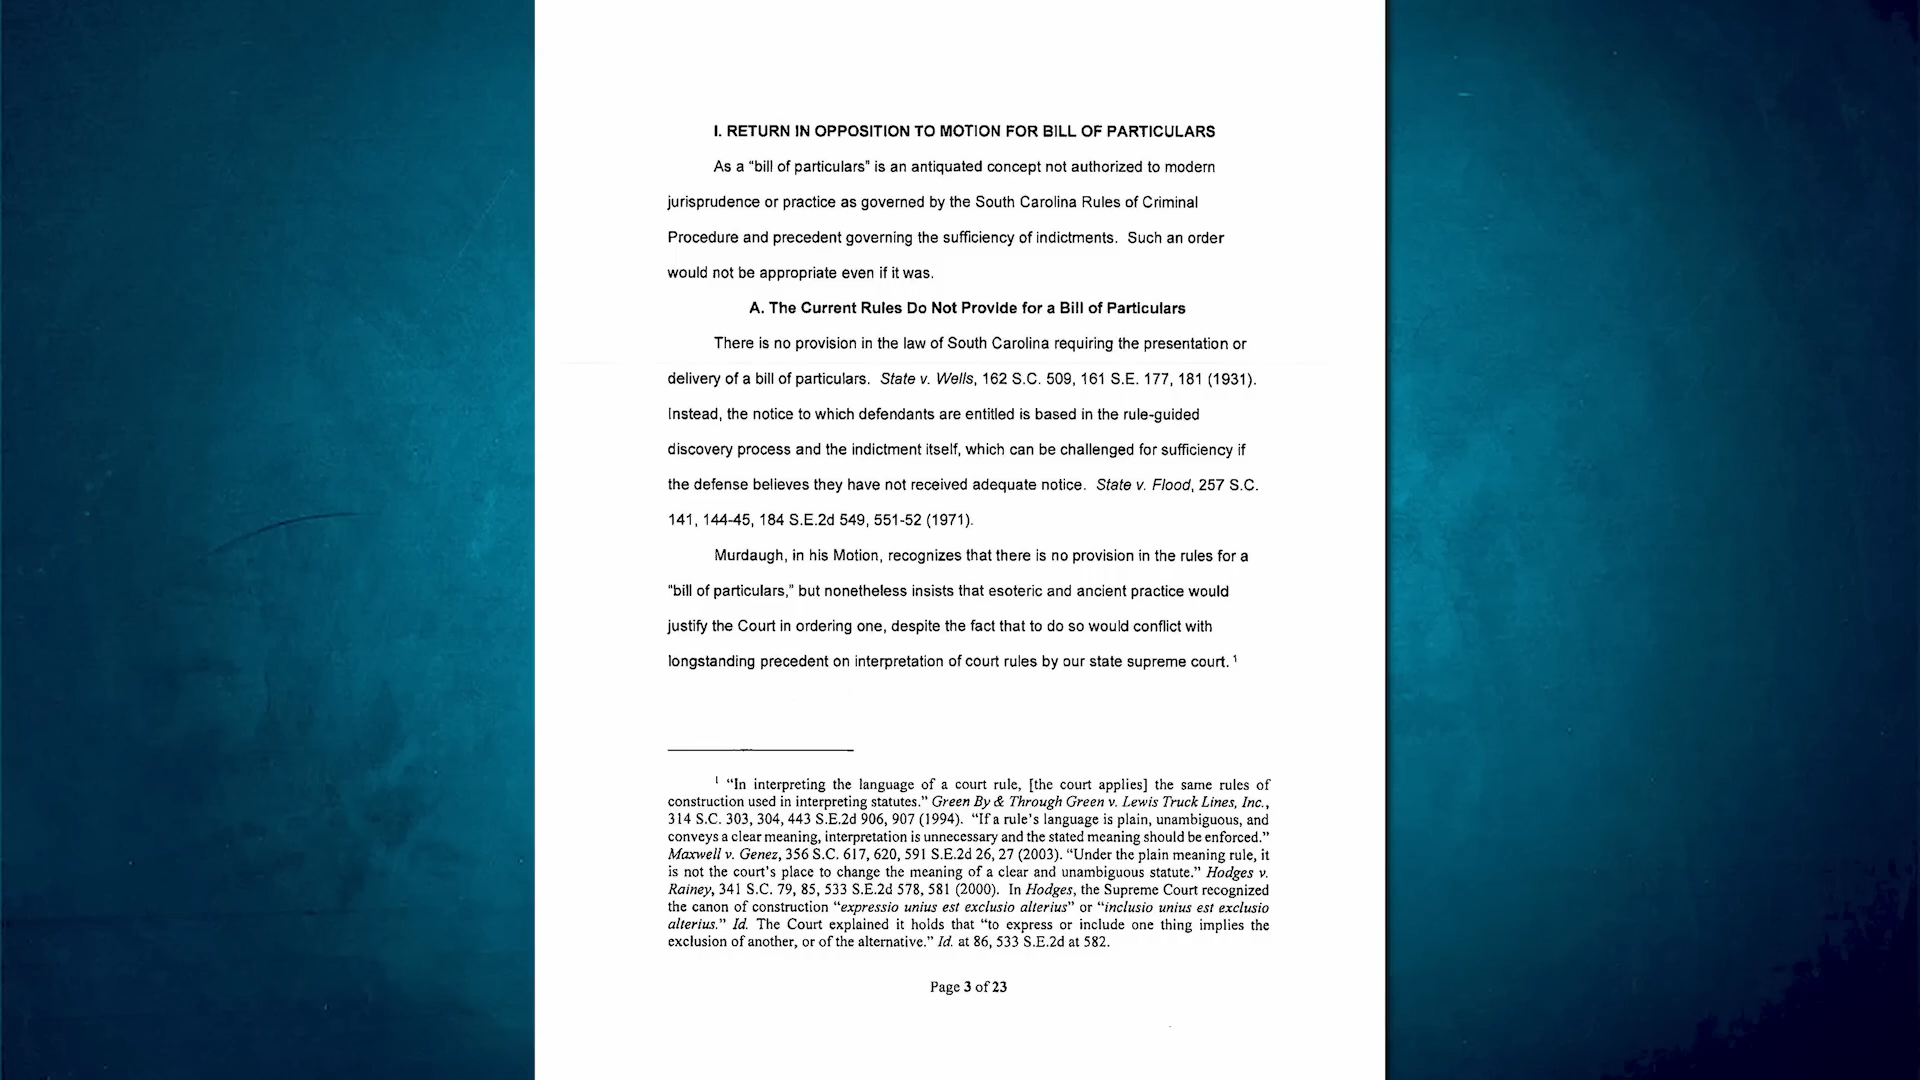 I. RETURN IN OPPOSITION TO MOTION FOR BILL OF PARTICULARS
As a “bill of particulars” is an antiquated concept not authorized to modern
jurisprudence or practice as governed by the South Carolina Rules of Criminal
Procedure and precedent governing the sufficiency of indictments. Such an order
would not be appropriate even if it was.
A. The Current Rules Do Not Provide for a Bill of Particulars
There is no provision in the law of South Carolina requiring the presentation or
delivery of a bill of particulars. State v. Wells, 162 S.C. 509, 161 S.E. 177, 181 (1931).
Instead, the notice to which defendants are entitled is based in the rule-guided
discovery process and the indictment itself, which can be challenged for sufficiency if
the defense believes they have not received adequate notice. State v. Flood, 257 S.C.
141, 144-45, 184 S.E.2d 549, 551-52 (1971).
Murdaugh, in his Motion, recognizes that there is no provision in the rules for a
“bill of particulars,” but nonetheless insists that esoteric and ancient practice would
justify the Court in ordering one, despite the fact that to do so would conflict with
longstanding precedent on interpretation of court rules by our state supreme court. 1
1 “In interpreting the language of a court rule, [the court applies] the same rules of
construction used in interpreting statutes.” Green By & Through Green v. Lewis Truck Lines, Inc.,
314 S.C. 303, 304, 443 S.E.2d 906, 907 (1994). “If a rule’s language is plain, unambiguous, and
conveys a clear meaning, interpretation is unnecessary and the stated meaning should be enforced.”
Maxwell v. Genez, 356 S.C. 617, 620, 591 S.E.2d 26, 27 (2003). “Under the plain meaning rule, it
is not the court’s place to change the meaning of a clear and unambiguous statute.” Hodges v.
Rainey, 341 S.C. 79, 85, 533 S.E.2d 578, 581 (2000). In Hodges, the Supreme Court recognized
the canon of construction “expressio unius est exclusio alterius” or “inclusio unius est exclusio
alterius.” Id. The Court explained it holds that “to express or include one thing implies the
exclusion of another, or of the alternative.” Id. at 86, 533 S.E.2d at 582.
Page 3 of 23